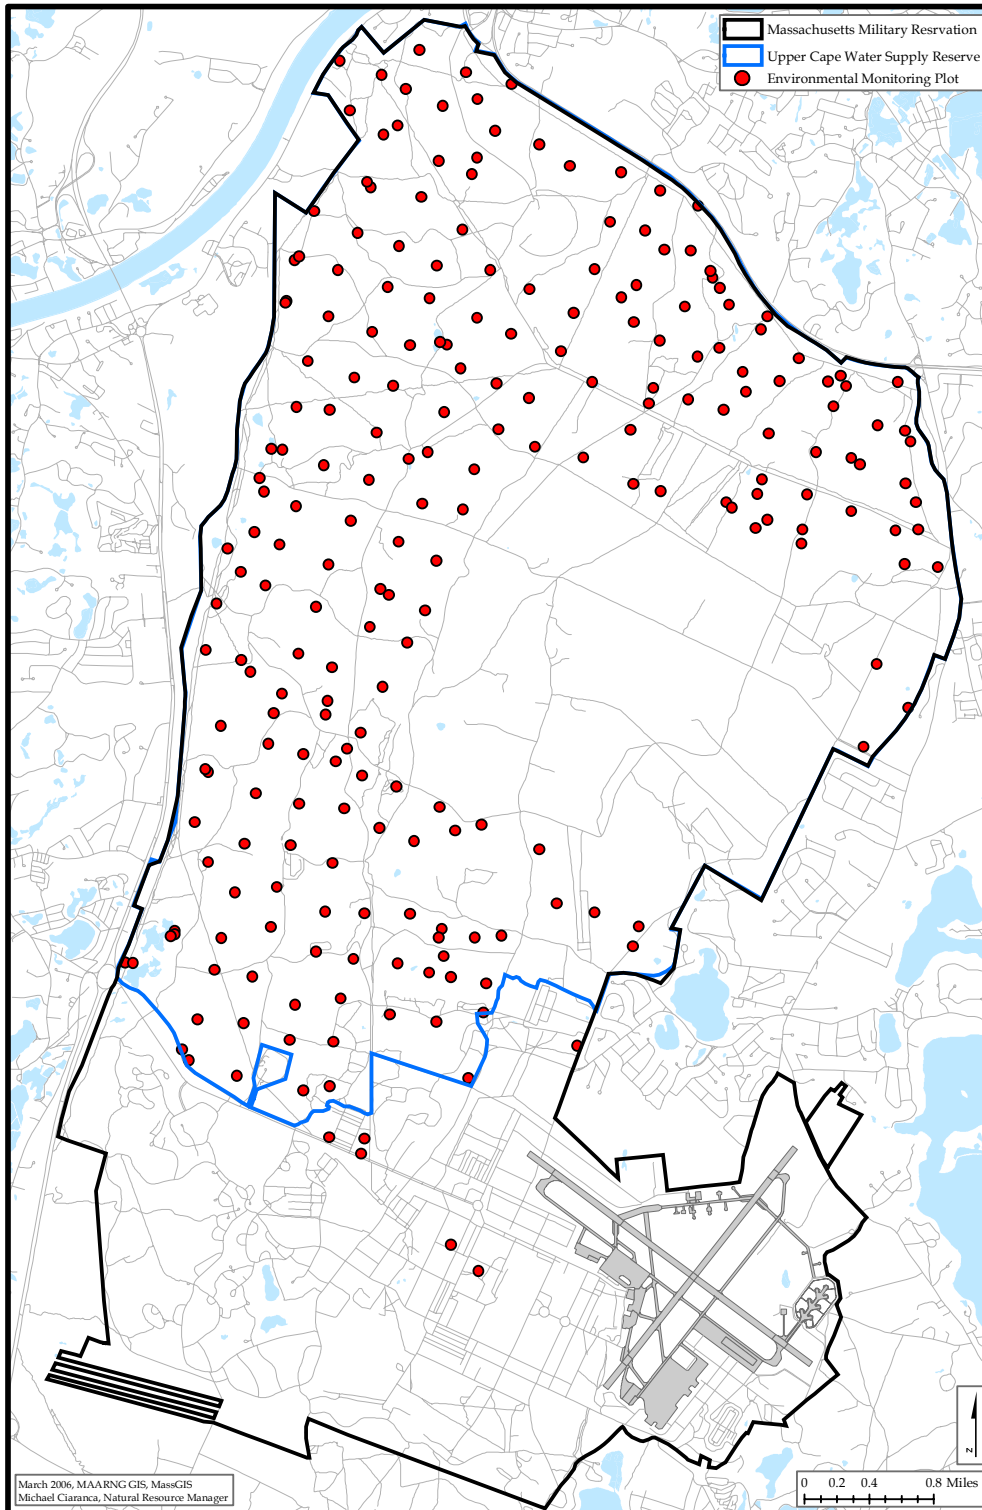 Massachusetts Military Resrvation
Upper Cape Water Supply Reserve
Environmental Monitoring Plot
N
March 2006, MAARNG GIS, MassGIS
Michael Ciaranca, Natural Resource Manager
0 0.2 0.4 0.8 Miles